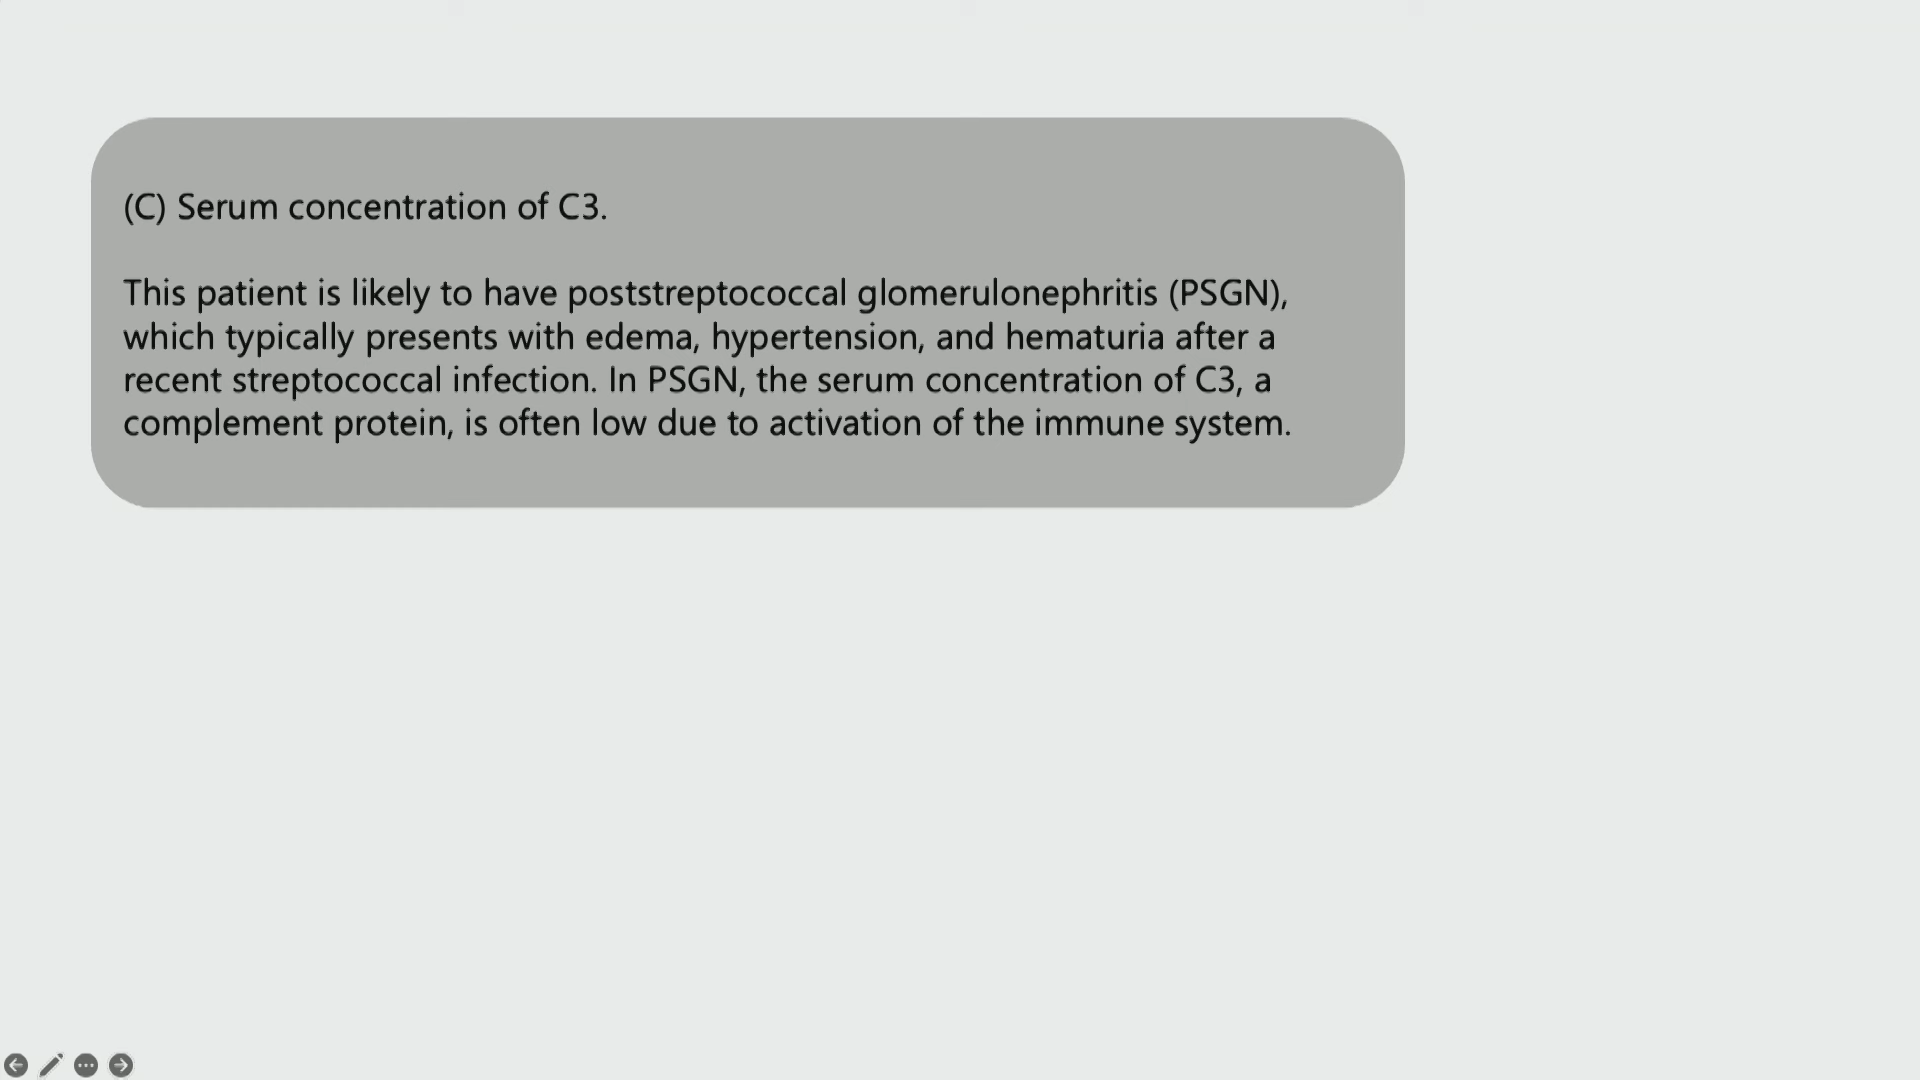 (C) Serum concentration of C3.
This patient is likely to have poststreptococcal glomerulonephritis (PSGN),
which typically presents with edema, hypertension, and hematuria after a
recent streptococcal infection. In PSGN, the serum concentration of C3, a
complement protein, is often low due to activation of the immune system.